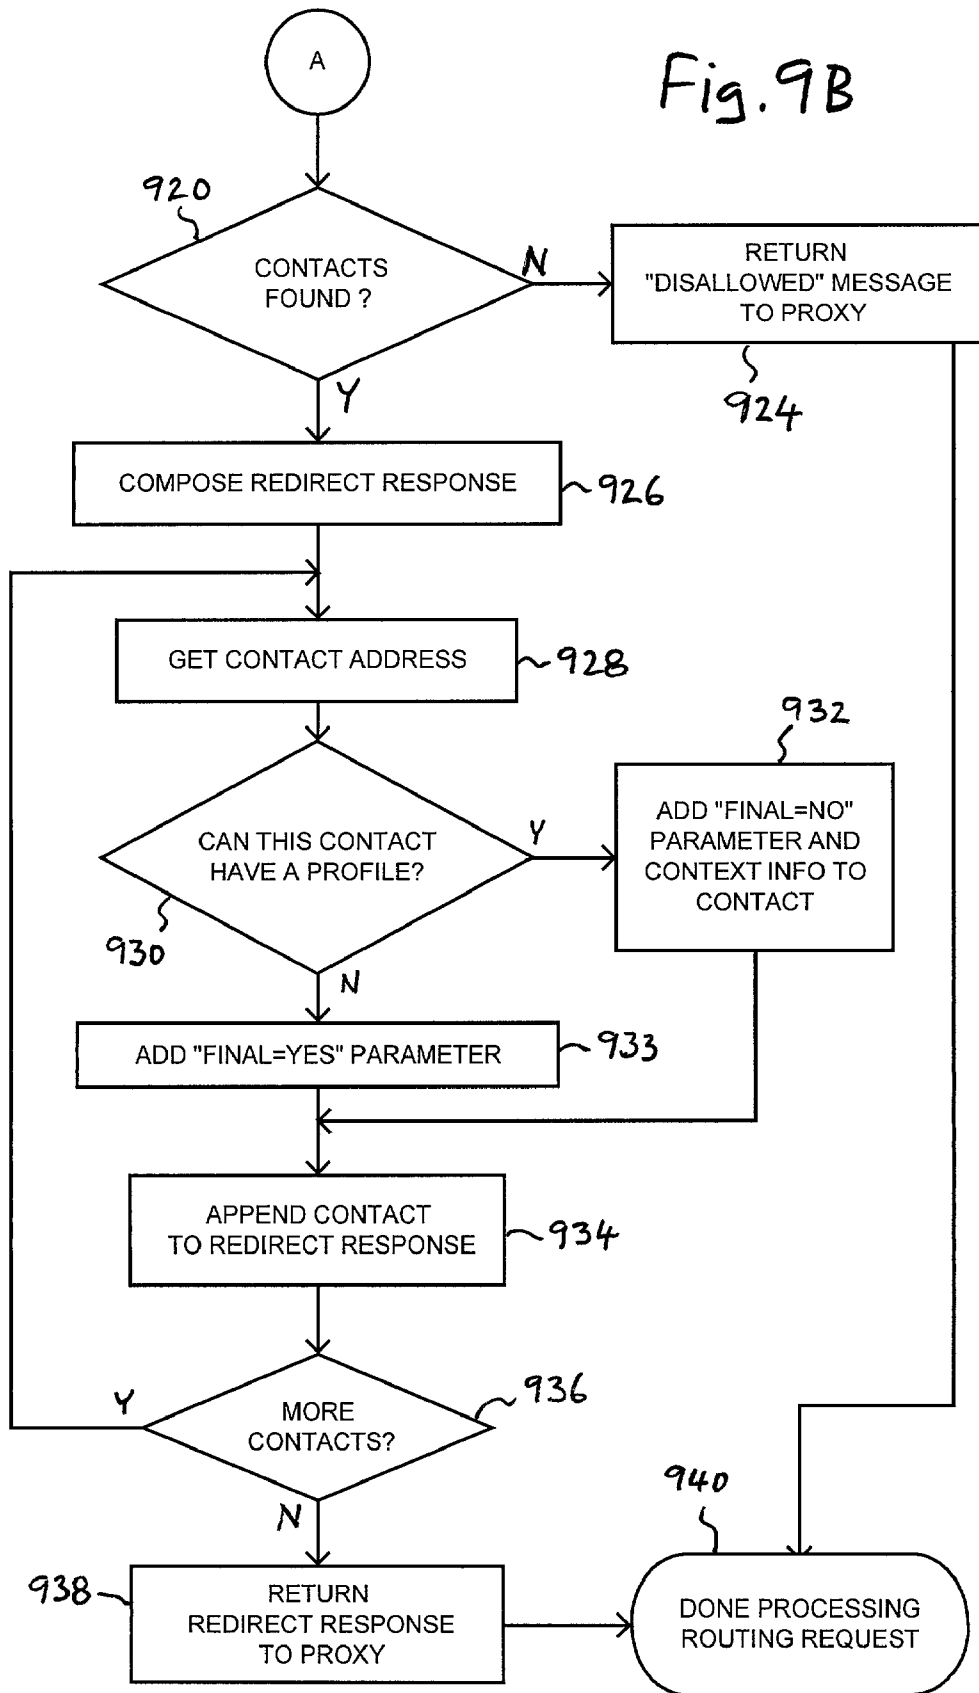 A
Fig. 9B
920
CONTACTS
FOUND ?
N
RETURN
"DISALLOWED" MESSAGE
TO PROXY
924
Y
COMPOSE REDIRECT RESPONSE
926
GET CONTACT ADDRESS
928
932
CAN THIS CONTACT
HAVE A PROFILE?
Y
ADD "FINAL=NO"
PARAMETER AND
CONTEXT INFO TO
CONTACT
930
N
ADD "FINAL=YES" PARAMETER
933
APPEND CONTACT
TO REDIRECT RESPONSE
934
Y
MORE
CONTACTS?
936
N
940
938
RETURN
REDIRECT RESPONSE
TO PROXY
DONE PROCESSING
ROUTING REQUEST